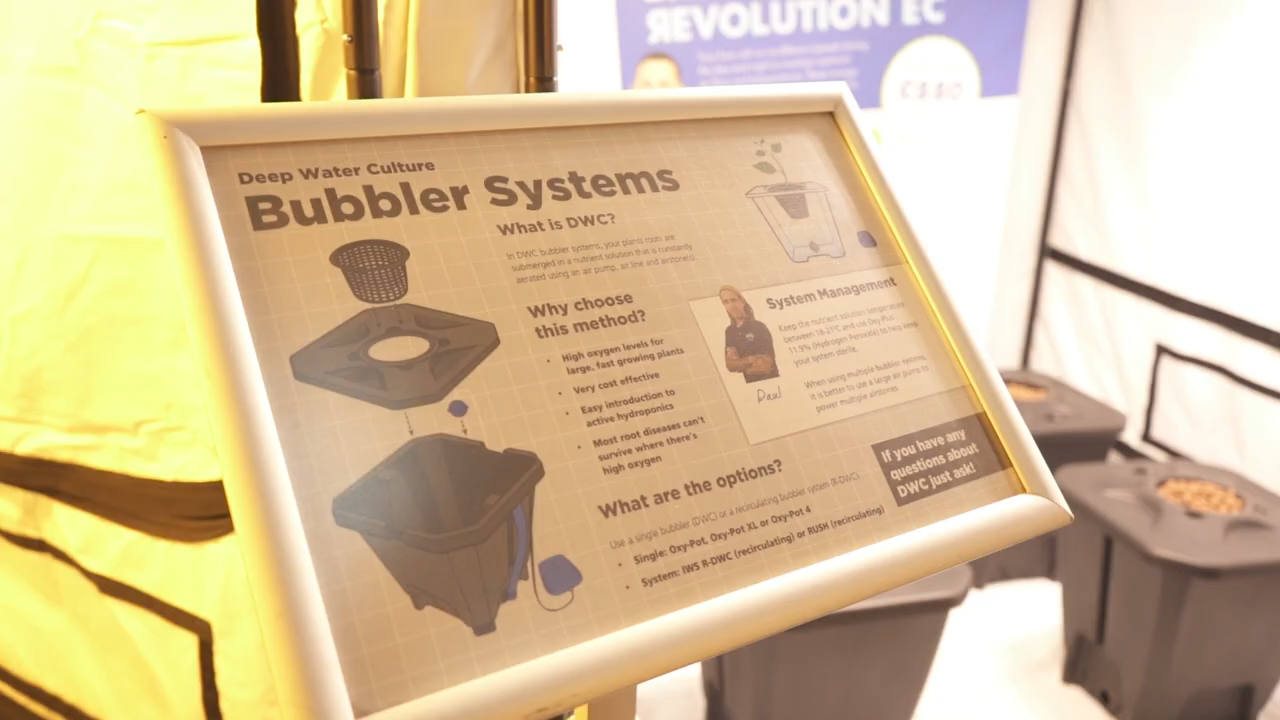 REVOLUTION EC
Deep Water Culture
Bubbler Systems
What is DWC?
In DWC bubbler systems, your plants roots are
submerged in a nutrient solution that is constantly
aerated using an air pump, air line and airstone(s).
Why choose
this method?
• High oxygen levels for
large, fast growing plants
• Very cost effective
• Easy introduction to
active hydroponics
• Most root diseases can't
survive where there's
high oxygen
System Management
Keep the nutrient solution temperature
between 18-21°C and use Oxy Plus
11.9% (Hydrogen Peroxide) to help keep
your system sterile.
When using multiple bubbler systems,
it is better to use a large air pump to
power multiple airstones.
Paul
What are the options?
Use a single bubbler (DWC) or a recirculating bubbler system (R-DWC)
• Single: Oxy-Pot, Oxy-Pot XL or Oxy-Pot 4
• System: IWS R-DWC (recirculating) or RUSH (recirculating)
If you have any
questions about
DWC just ask!